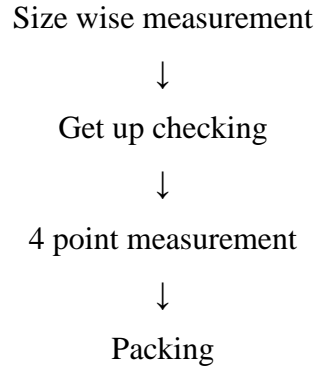 Size wise measurement
↓
Get up checking
↓
4 point measurement
↓
Packing